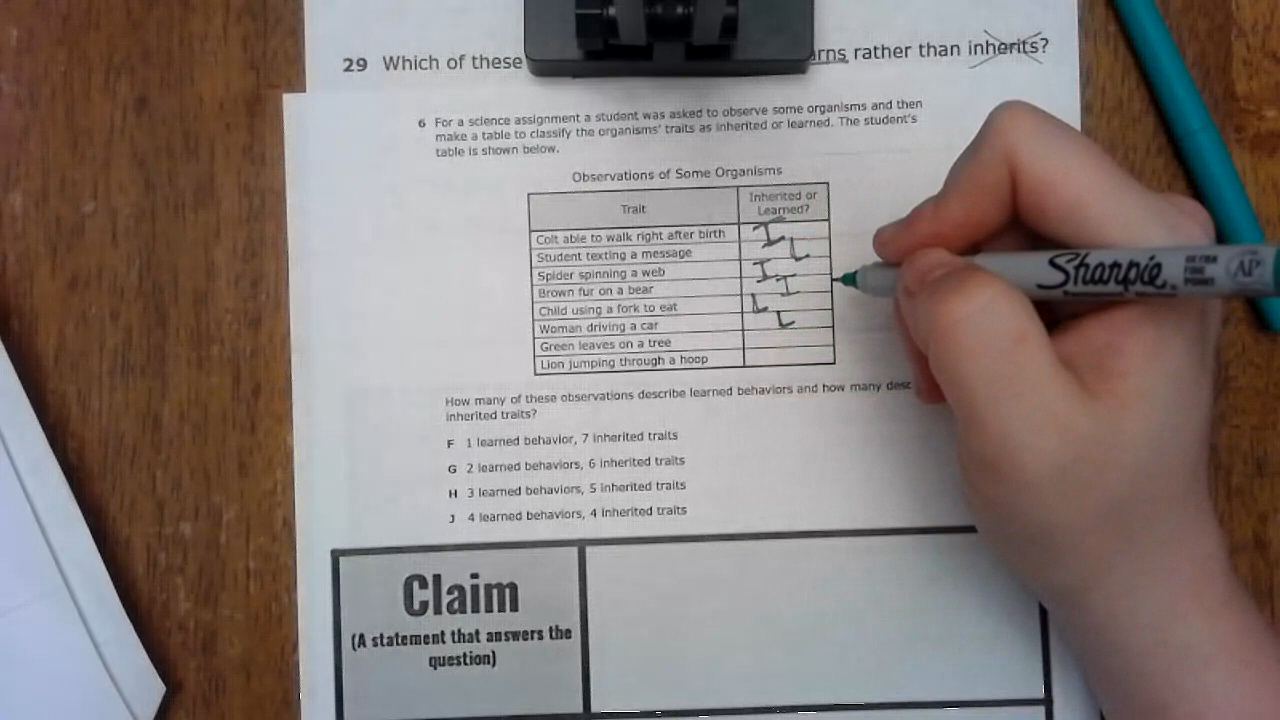 29 Which of these rather than inherits?
6 For a science assignment a student was asked to observe some organisms and then
make a table to classify the organisms' traits as inherited or learned. The student's
table is shown below.
Observations of Some Organisms
Trait Inherited or
Learned?
Colt able to walk right after birth I
Student texting a message L
Spider spinning a web I
Brown fur on a bear I
Child using a fork to eat L
Woman driving a car L
Green leaves on a tree
Lion jumping through a hoop
How many of these observations describe learned behaviors and how many
inherited traits?
F 1 learned behavior, 7 inherited traits
G 2 learned behaviors, 6 inherited traits
H 3 learned behaviors, 5 inherited traits
J 4 learned behaviors, 4 inherited traits
Claim
(A statement that answers the
question)
Sharpie
AP